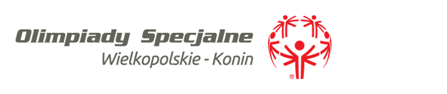 Olimpiady Specjalne
Wielkopolskie - Konin
®